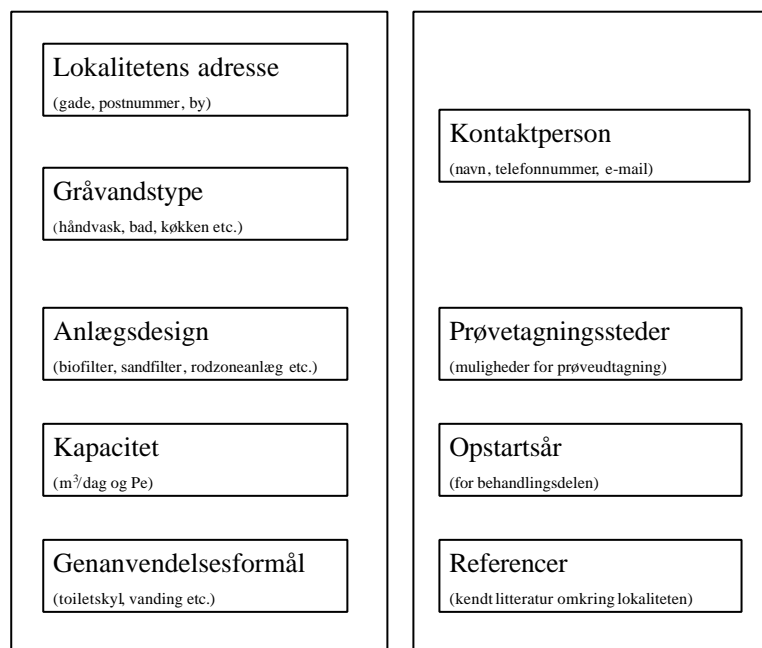 Lokalitetens adresse
(gade, postnummer, by)
Gråvandstype
(håndvask, bad, køkken etc.)
Anlægsdesign
(biofilter, sandfilter, rodzoneanlæg etc.)
Kapacitet
(m³/dag og Pe)
Genanvendelsesformål
(toiletskyl, vanding etc.)
Kontaktperson
(navn, telefonnummer, e-mail)
Prøvetagningssteder
(muligheder for prøveudtagning)
Opstartsår
(for behandlingsdelen)
Referencer
(kendt litteratur omkring lokaliteten)